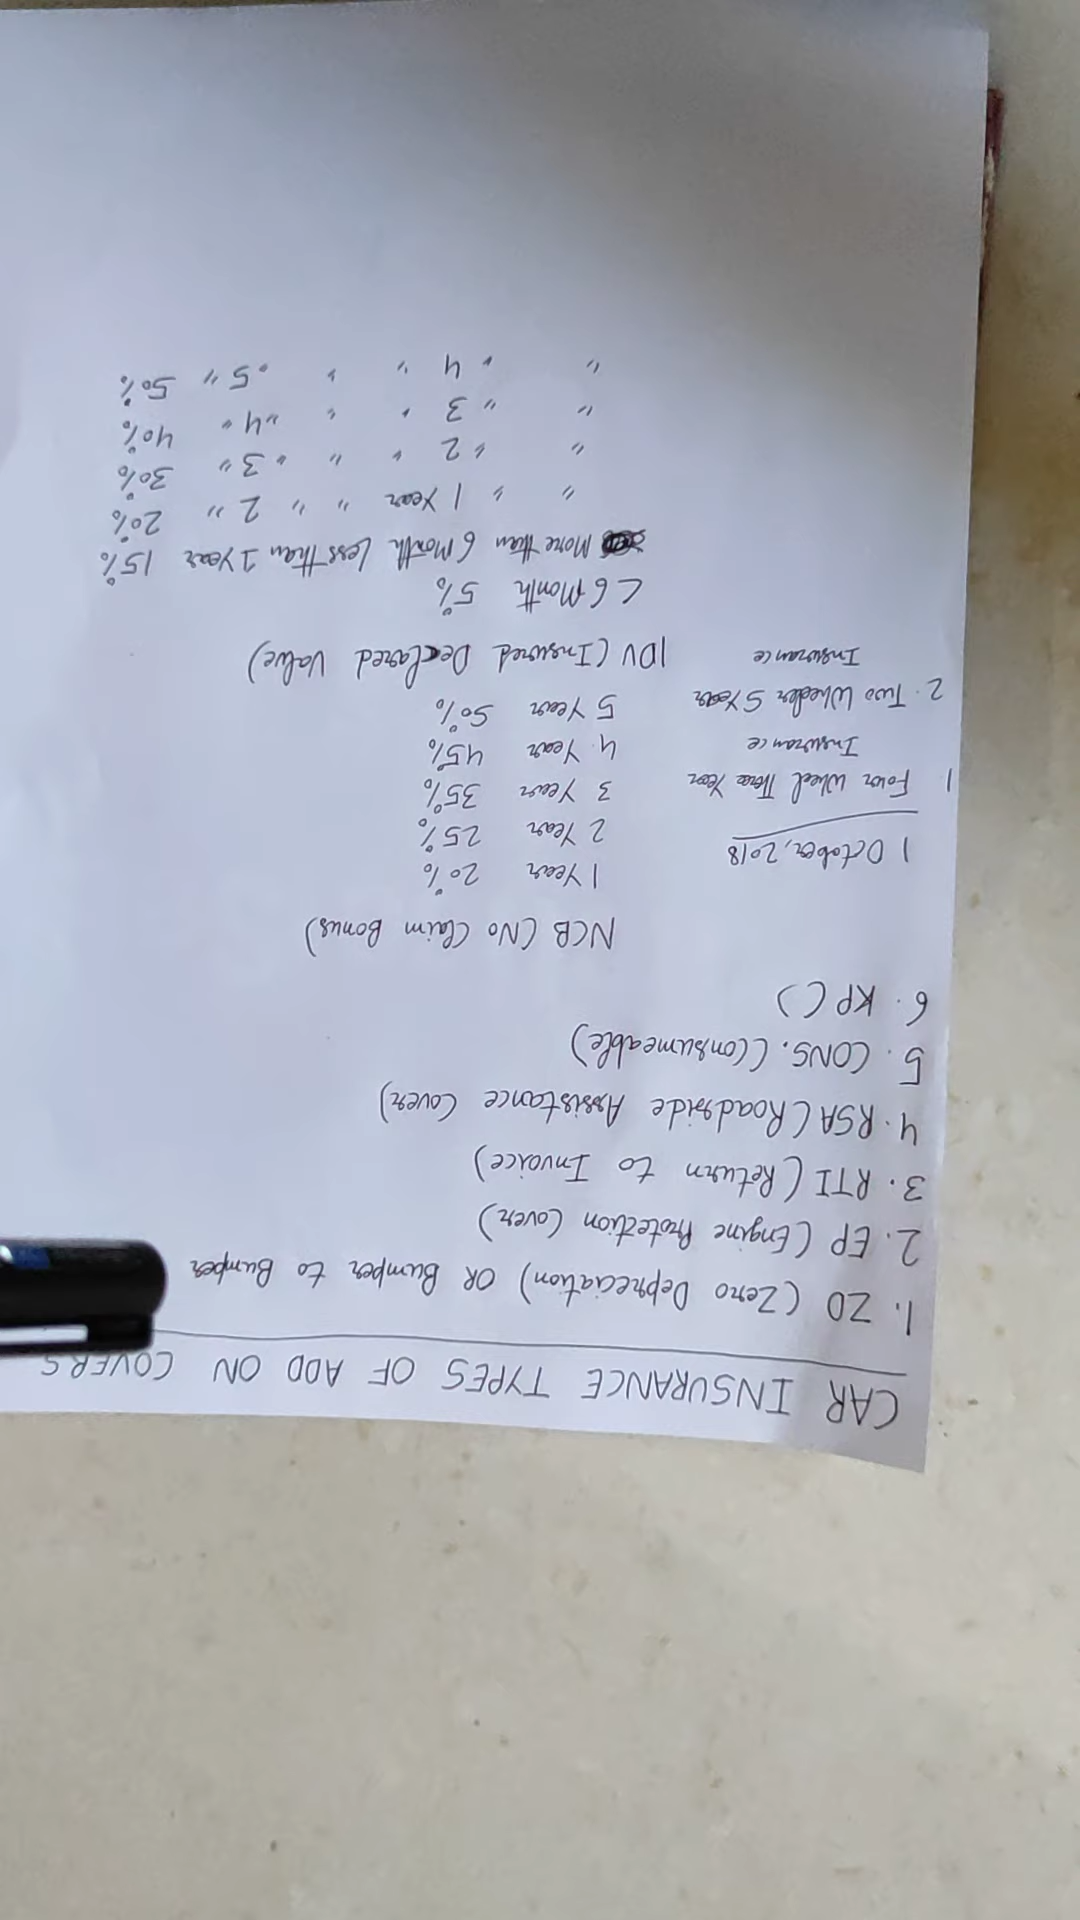 CAR INSURANCE TYPES OF ADD ON COVERS
1. ZD (Zero Depreciation) OR Bumper to Bumper
2. EP (Engine Protection Cover)
3. RTI (Return to Invoice)
4. RSA (Roadside Assistance Cover)
5. CONS. (Consumeable)
6. KP ( )
NCB (No Claim Bonus)
1 Year 20%
2 Year 25%
3 Year 35%
4 Year 45%
5 Year 50%
1 October, 2018
1 Four Wheel Three Year
Insurance
2. Two Wheeler 5 Year
Insurance
IDV (Insured Declared Value)
<6 Month 5%
More than 6 Month Less than 1 Year 15%
" " 1 Year " " 2 " 20%
" " 2 " " " 3 " 30%
" " 3 " " " 4 " 40%
" " 4 " " " 5 " 50%